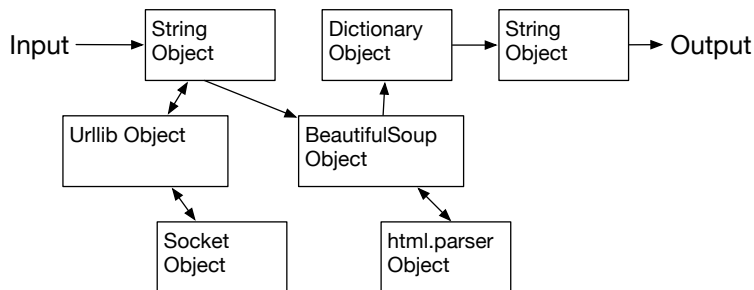 Input
String
Object
Dictionary
Object
String
Object
Output
Urllib Object
BeautifulSoup
Object
Socket
Object
html.parser
Object